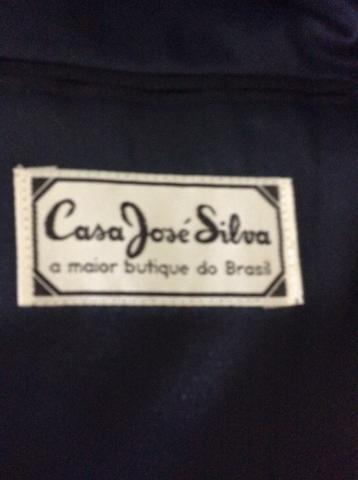 Casa José Silva
a maior butique do Brasil